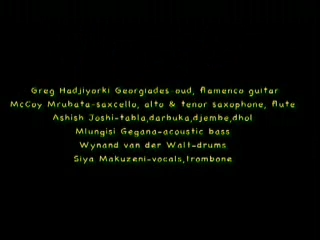 Greg Hadjiyorki Georgiades-oud, flamenco guitar
McCoy Mrubata-saxcello, alto & tenor saxophone, flute
Ashish Joshi-tabla,darbuka,djembe,dhol
Mlungisi Gegana-acoustic bass
Wynand van der Walt-drums
Siya Makuzeni-vocals,trombone